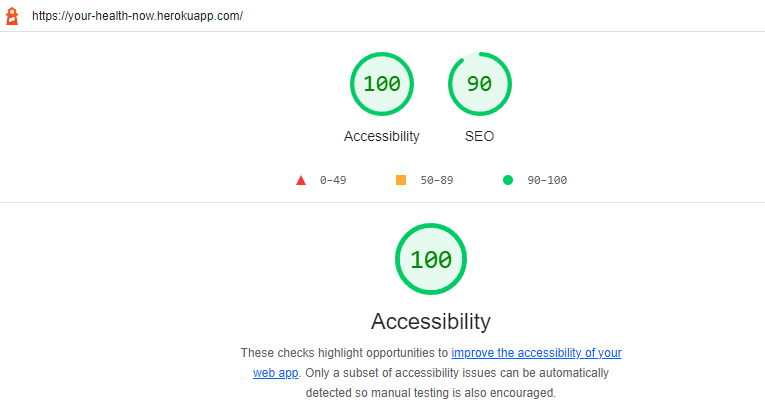 https://your-health-now.herokuapp.com/
100 90
Accessibility SEO
0–49 50–89 90–100
100
Accessibility
These checks highlight opportunities to improve the accessibility of your
web app. Only a subset of accessibility issues can be automatically
detected so manual testing is also encouraged.